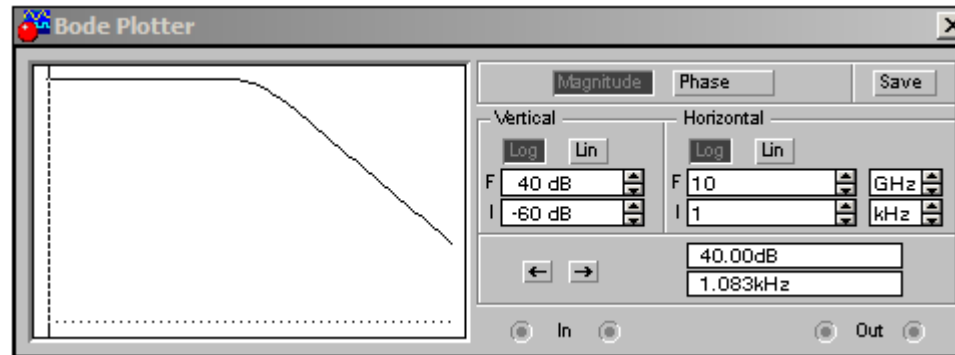 Bode Plotter
Magnitude Phase Save
Vertical Horizontal
Log Lin Log Lin
F 40 dB F 10 GHz
I -60 dB I 1 kHz
← → 40.00dB
1.083kHz
In Out